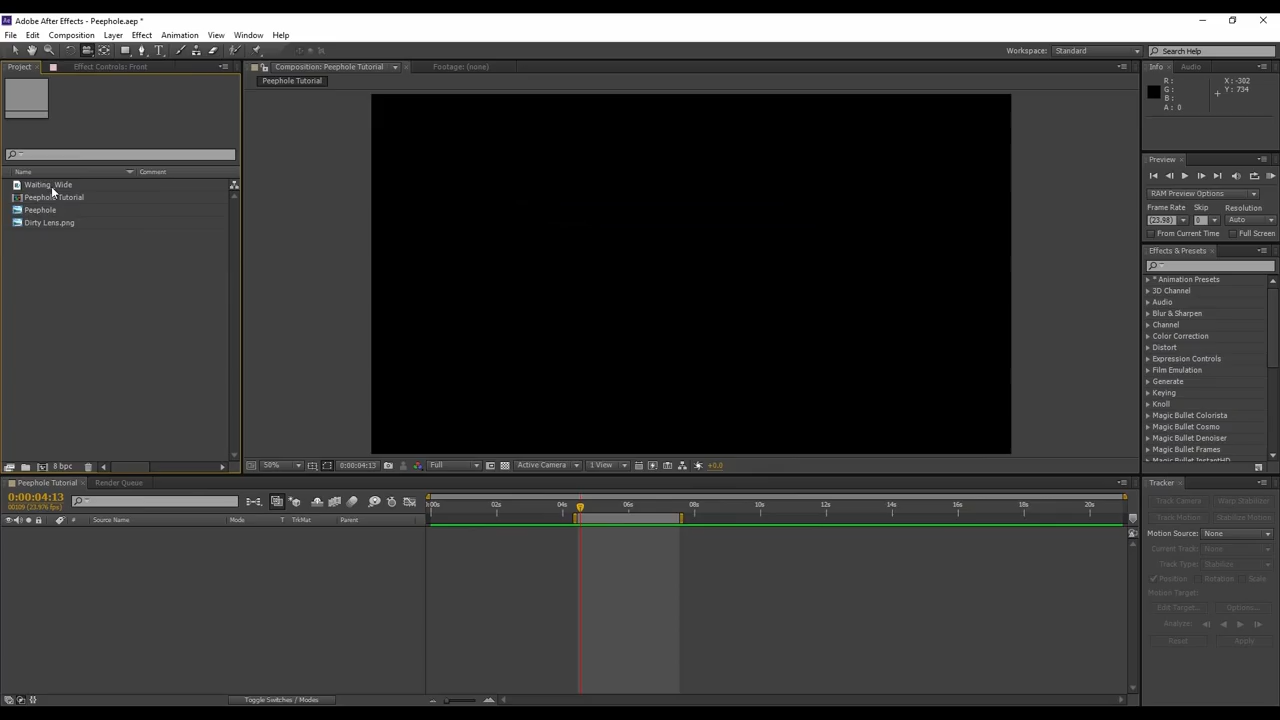 Adobe After Effects - Peephole.aep *
File Edit Composition Layer Effect Animation View Window Help
Workspace: Standard Search Help
Project Effect Controls: Front Composition: Peephole Tutorial Footage: (none) Info Audio
Peephole Tutorial
R :
G :
B :
A : 0
X : -302
Y : 734
Name Comment
Waiting_Wide
Peephole Tutorial
Peephole
Dirty Lens.png
Preview
RAM Preview Options
Frame Rate Skip Resolution
(23.98) 0 Auto
From Current Time Full Screen
Effects & Presets
* Animation Presets
3D Channel
Audio
Blur & Sharpen
Channel
Color Correction
Distort
Expression Controls
Film Emulation
Generate
Keying
Knoll
Magic Bullet Colorista
Magic Bullet Cosmo
Magic Bullet Denoiser
Magic Bullet Frames
Magic Bullet InstantHD
8 bpc 50% 0:00:04:13 Full Active Camera 1 View +0.0
Peephole Tutorial Render Queue
0:00:04:13
00109 (23.976 fps)
:00s 02s 04s 06s 08s 10s 12s 14s 16s 18s 20s
# Source Name Mode T TrkMat Parent
Tracker
Track Camera Warp Stabilizer
Track Motion Stabilize Motion
Motion Source: None
Current Track: None
Track Type: Stabilize
Position Rotation Scale
Motion Target:
Edit Target... Options...
Analyze:
Reset Apply
Toggle Switches / Modes